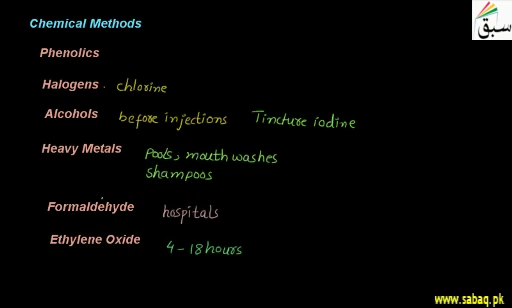 Chemical Methods
سبق
Phenolics
Halogens. chlorine
Alcohols before injections Tincture iodine
Heavy Metals pools, mouth washes
shampoos
Formaldehyde hospitals
Ethylene Oxide 4-18 hours
www.sabaq.pk